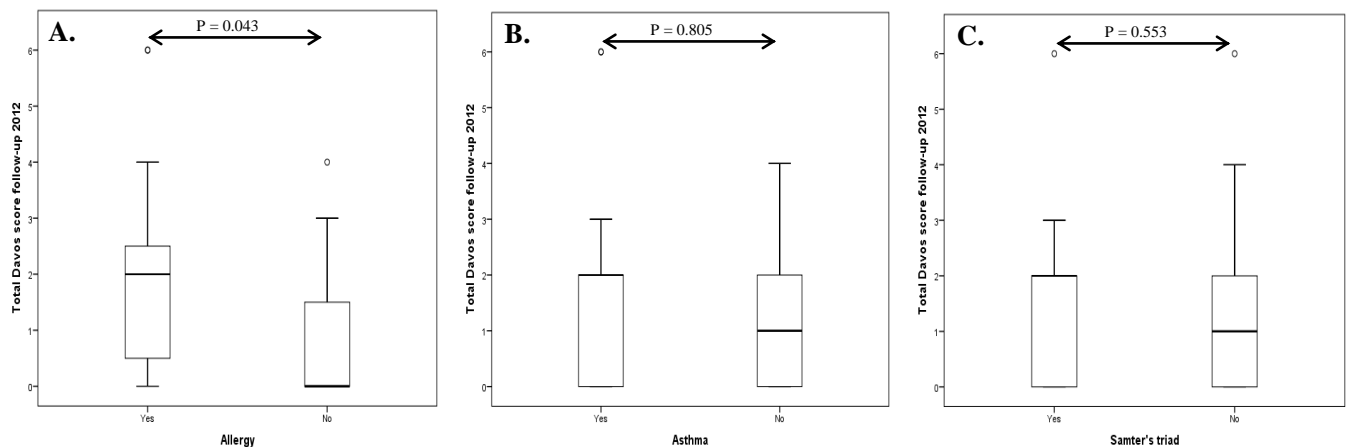 A.
P = 0.043
Total Davos score follow-up 2012
6
5
4
3
2
1
0
Yes
No
Allergy
B.
P = 0.805
Total Davos score follow-up 2012
6
5
4
3
2
1
0
Yes
No
Asthma
C.
P = 0.553
Total Davos score follow-up 2012
6
5
4
3
2
1
0
Yes
No
Samter's triad